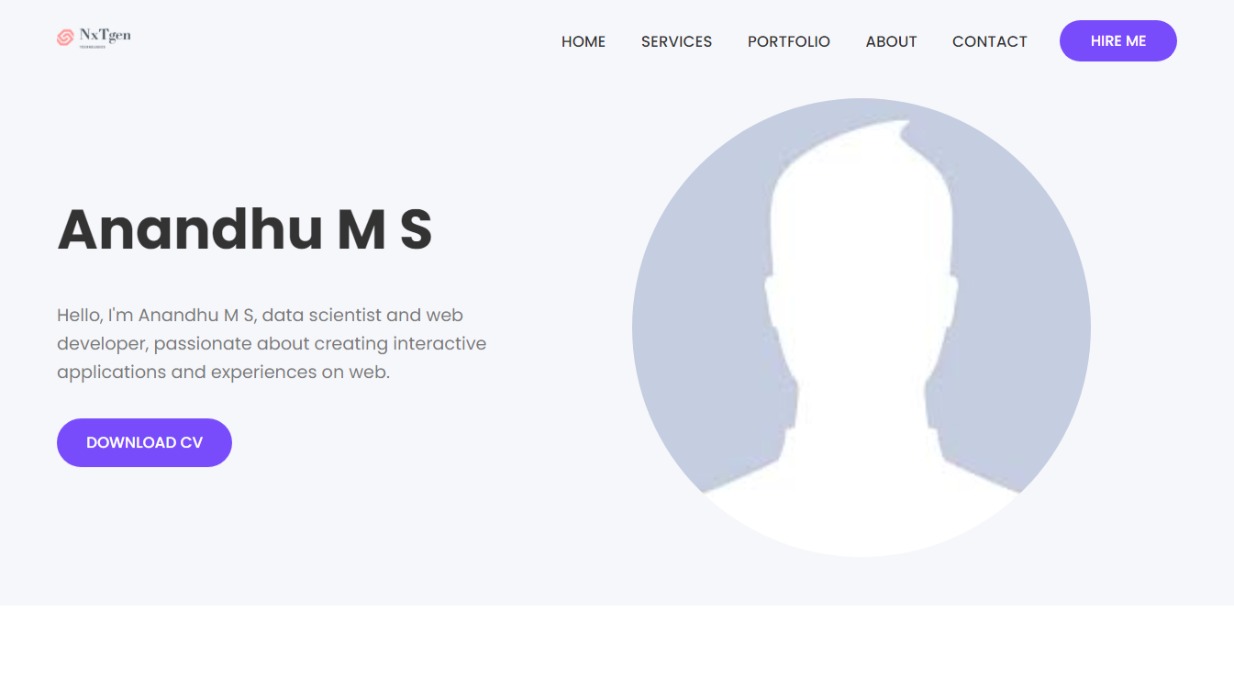 NxTgen
HOME SERVICES PORTFOLIO ABOUT CONTACT HIRE ME
Anandhu M S
Hello, I'm Anandhu M S, data scientist and web
developer, passionate about creating interactive
applications and experiences on web.
DOWNLOAD CV